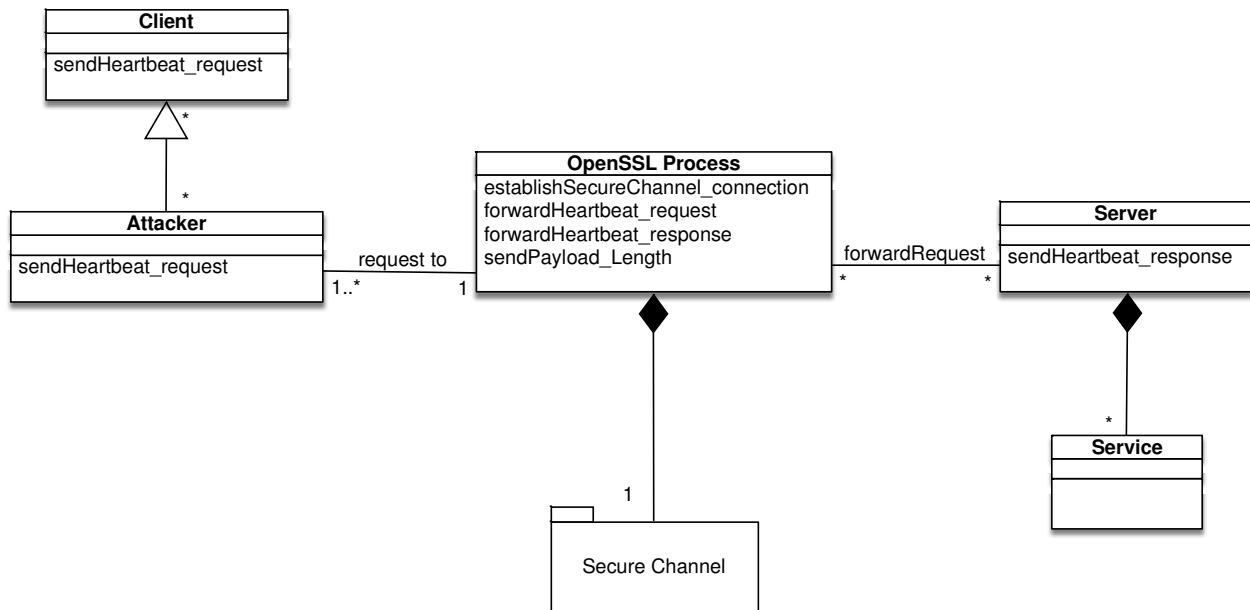 Client
sendHeartbeat_request
*
*
Attacker
sendHeartbeat_request
request to
1..*
1
OpenSSL Process
establishSecureChannel_connection
forwardHeartbeat_request
forwardHeartbeat_response
sendPayload_Length
forwardRequest
*
*
Server
sendHeartbeat_response
*
Service
1
Secure Channel